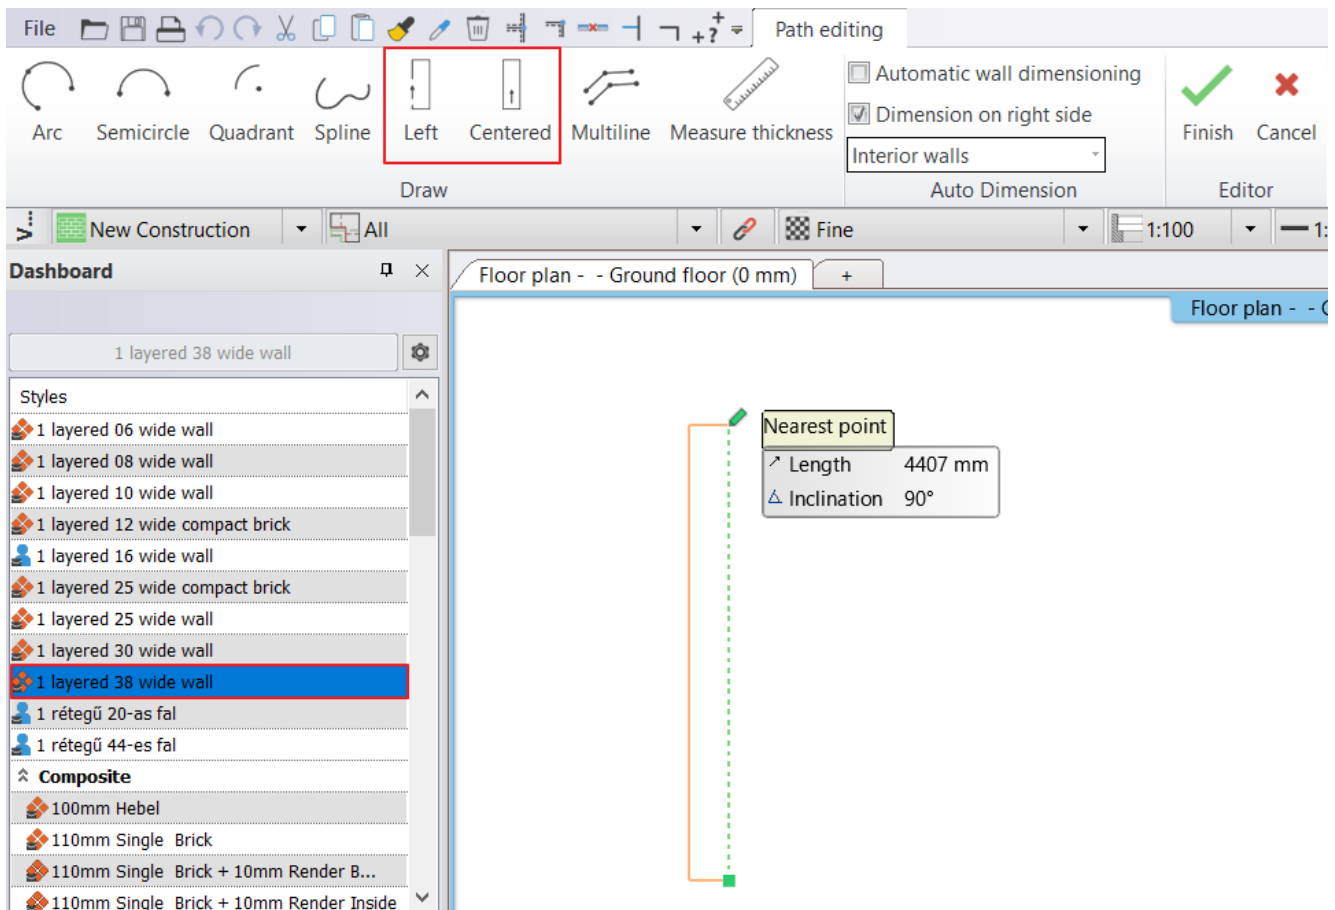 File
Path editing
Arc Semicircle Quadrant Spline Left Centered Multiline Measure thickness
Automatic wall dimensioning
Dimension on right side
Interior walls
Finish Cancel
Draw Auto Dimension Editor
New Construction All Fine 1:100 1:
Dashboard
Floor plan - - Ground floor (0 mm) +
Floor plan - -
1 layered 38 wide wall
Styles
1 layered 06 wide wall
1 layered 08 wide wall
1 layered 10 wide wall
1 layered 12 wide compact brick
1 layered 16 wide wall
1 layered 25 wide compact brick
1 layered 25 wide wall
1 layered 30 wide wall
1 layered 38 wide wall
1 rétegű 20-as fal
1 rétegű 44-es fal
Composite
100mm Hebel
110mm Single Brick
110mm Single Brick + 10mm Render B...
110mm Single Brick + 10mm Render Inside
Nearest point
Length 4407 mm
Inclination 90°